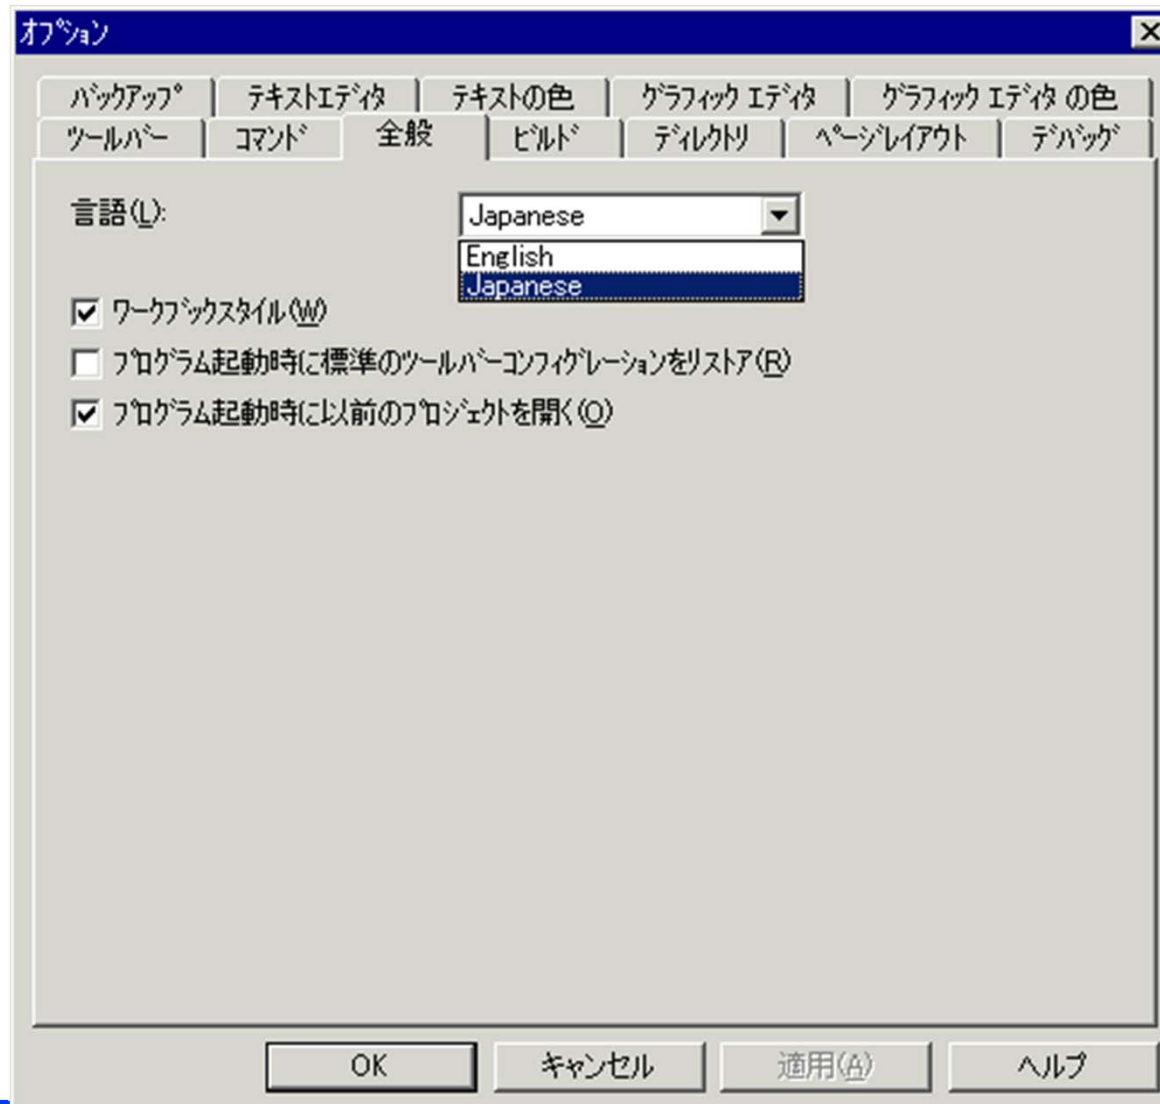 オプション
バックアップ テキストエディタ テキストの色 グラフィック エディタ グラフィック エディタ の色
ツールバー コマンド 全般 ビルド ディレクトリ ページレイアウト デバッグ
言語(L): Japanese
English
Japanese
ワークブックスタイル(W)
プログラム起動時に標準のツールバーコンフィグレーションをリストア(R)
プログラム起動時に以前のプロジェクトを開く(O)
OK キャンセル 適用(A) ヘルプ